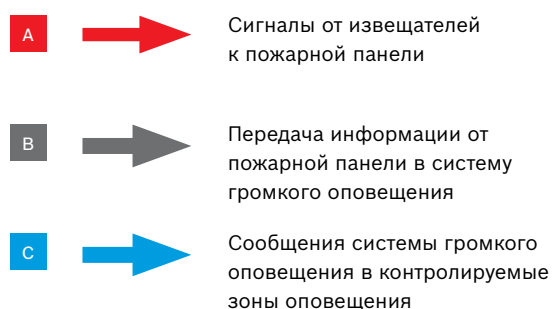 A
Сигналы от извещателей
к пожарной панели
B
Передача информации от
пожарной панели в систему
громкого оповещения
C
Сообщения системы громкого
оповещения в контролируемые
зоны оповещения